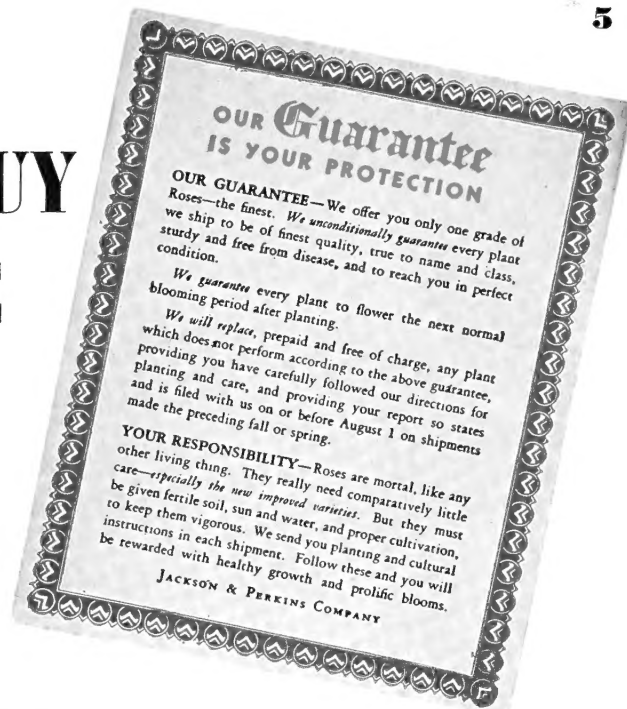 5
UY
OUR Guarantee
IS YOUR PROTECTION
OUR GUARANTEE—We offer you only one grade of
Roses—the finest. We unconditionally guarantee every plant
we ship to be of finest quality, true to name and class,
sturdy and free from disease, and to reach you in perfect
condition.
We guarantee every plant to flower the next normal
blooming period after planting.
We will replace, prepaid and free of charge, any plant
which does not perform according to the above guarantee,
providing you have carefully followed our directions for
planting and care, and providing your report so states
and is filed with us on or before August 1 on shipments
made the preceding fall or spring.
YOUR RESPONSIBILITY—Roses are mortal, like any
other living thing. They really need comparatively little
care—especially the new improved varieties. But they must
be given fertile soil, sun and water, and proper cultivation,
to keep them vigorous. We send you planting and cultural
instructions in each shipment. Follow these and you will
be rewarded with healthy growth and prolific blooms.
JACKSON & PERKINS COMPANY